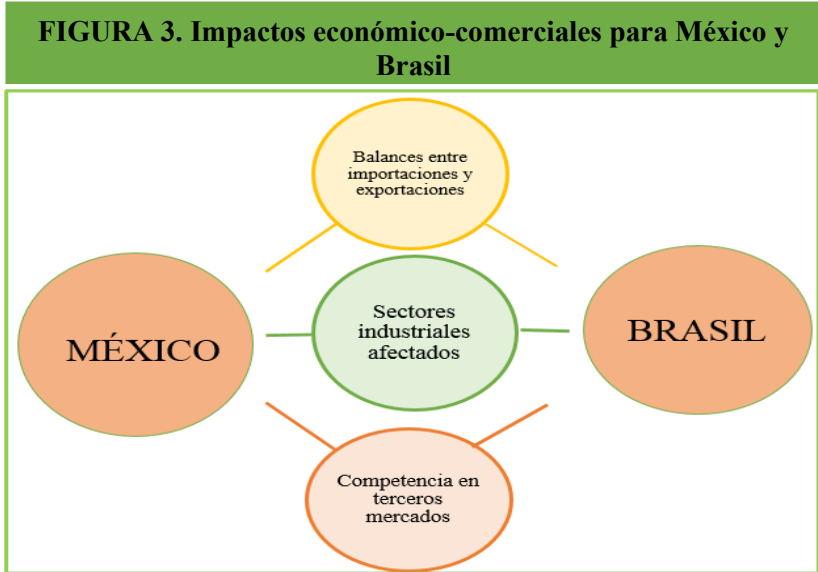 FIGURA 3. Impactos económico-comerciales para México y
Brasil
Balances entre
importaciones y
exportaciones
MÉXICO
Sectores
industriales
afectados
BRASIL
Competencia en
terceros
mercados